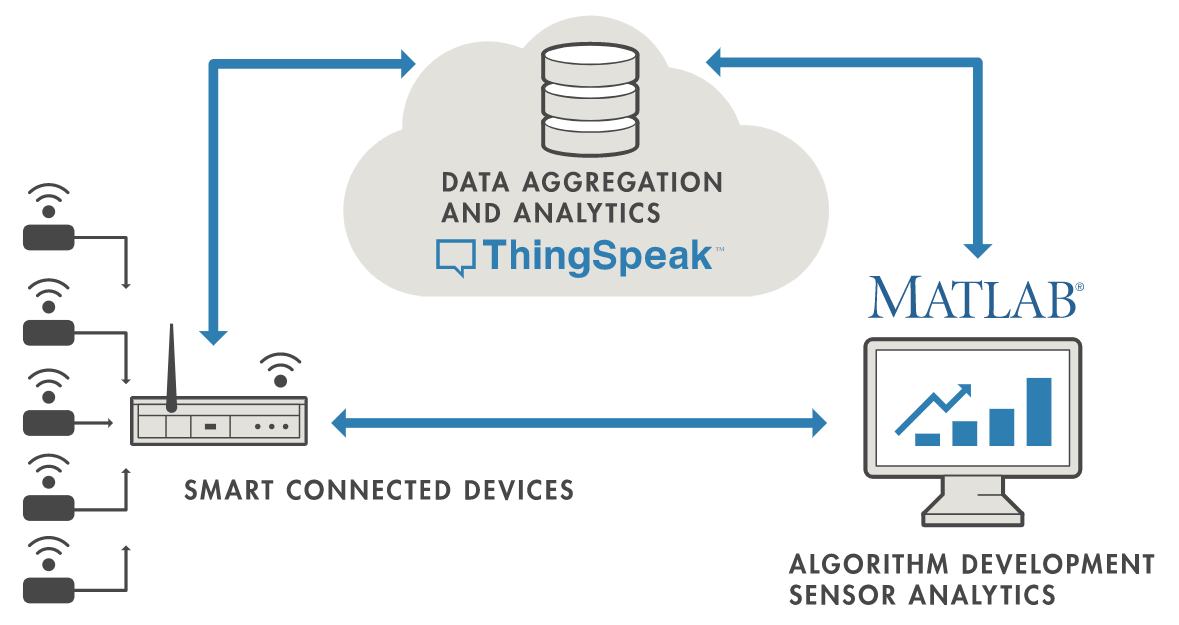 DATA AGGREGATION
AND ANALYTICS
ThingSpeak™
MATLAB®
SMART CONNECTED DEVICES
ALGORITHM DEVELOPMENT
SENSOR ANALYTICS